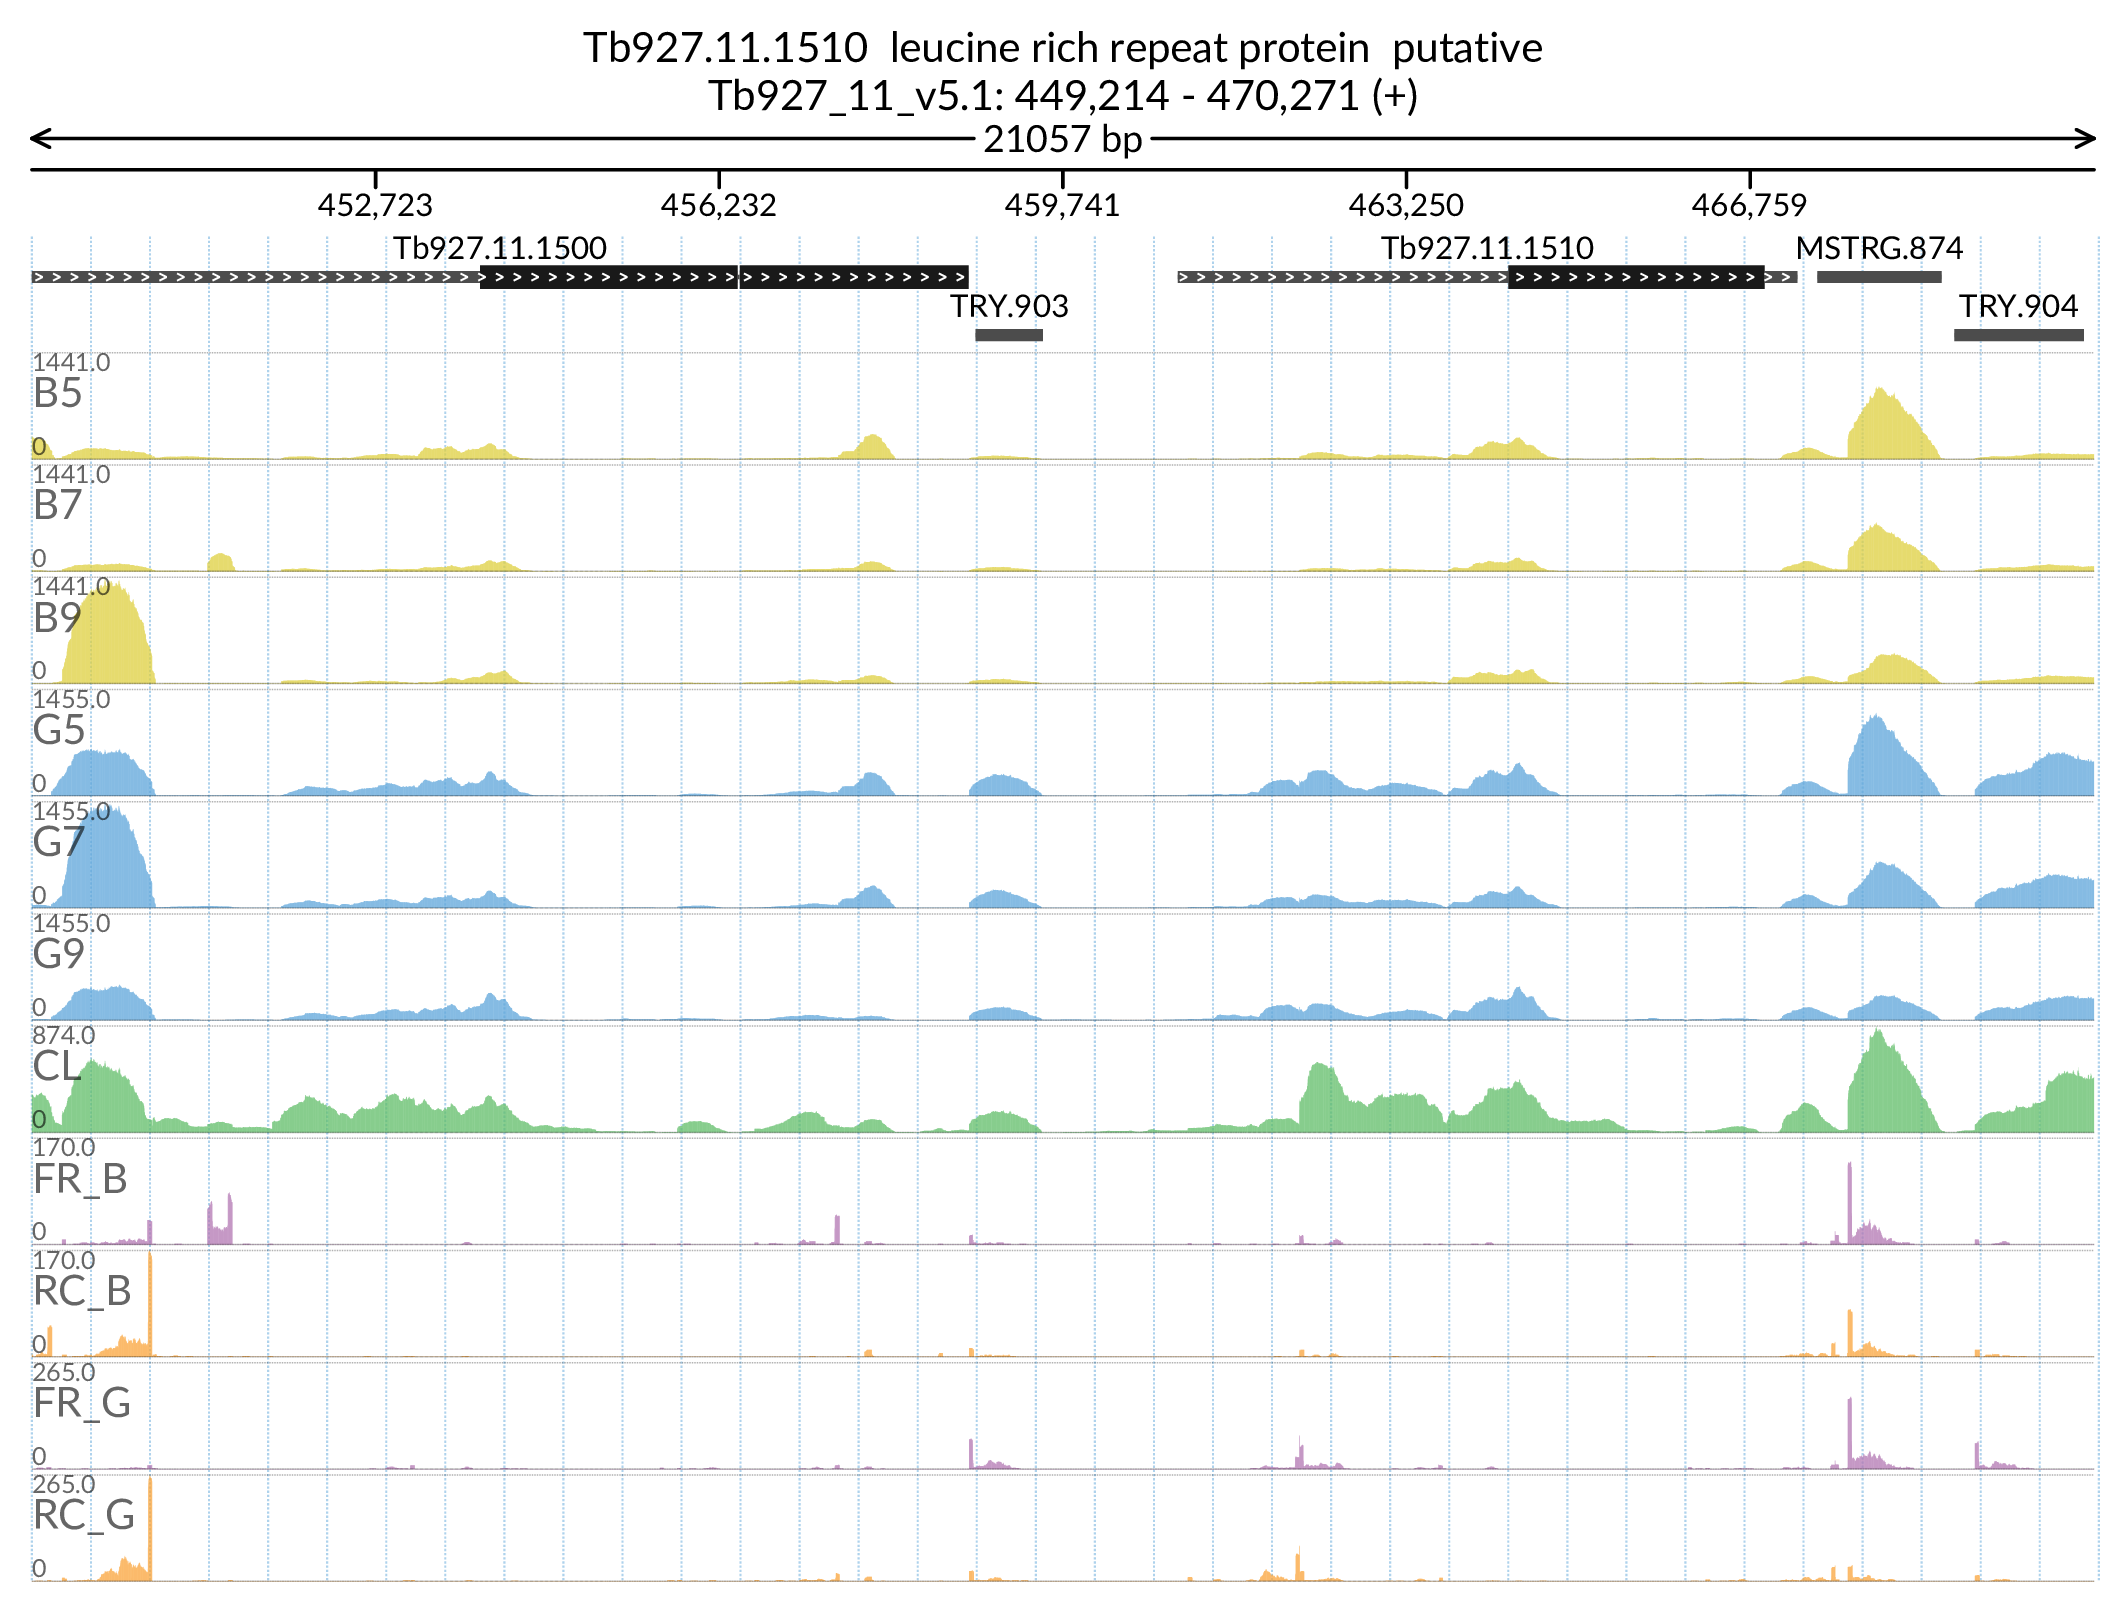 Tb927.11.1510 leucine rich repeat protein putative
Tb927_11_v5.1: 449,214 - 470,271 (+)
21057 bp
452,723 456,232 459,741 463,250 466,759
Tb927.11.1500 Tb927.11.1510 MSTRG.874
TRY.903 TRY.904
1441.0
B5
0
1441.0
B7
0
1441.0
B9
0
1455.0
G5
0
1455.0
G7
0
1455.0
G9
0
874.0
CL
0
170.0
FR_B
0
170.0
RC_B
0
265.0
FR_G
0
265.0
RC_G
0